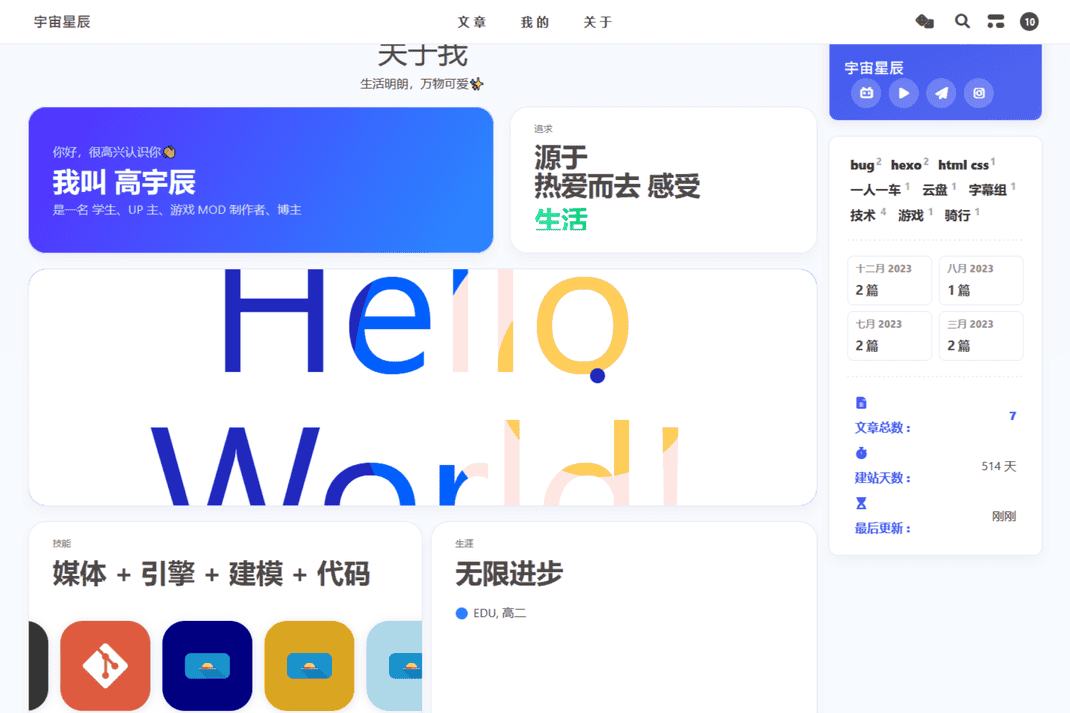 宇宙星辰
文章 我的 关于
10
关于我
生活明朗，万物可爱✨
你好，很高兴认识你👋
我叫 高宇辰
是一名 学生、UP 主、游戏 MOD 制作者、博主
追求
源于
热爱而去 感受
生活
Hello
World!
技能
媒体 + 引擎 + 建模 + 代码
生涯
无限进步
EDU, 高二
宇宙星辰
bug 2 hexo 2 html css 1
一人一车 1 云盘 1 字幕组 1
技术 4 游戏 1 骑行 1
十二月 2023 八月 2023
2 篇 1 篇
七月 2023 三月 2023
2 篇 2 篇
文章总数 : 7
建站天数 : 514 天
最后更新 : 刚刚